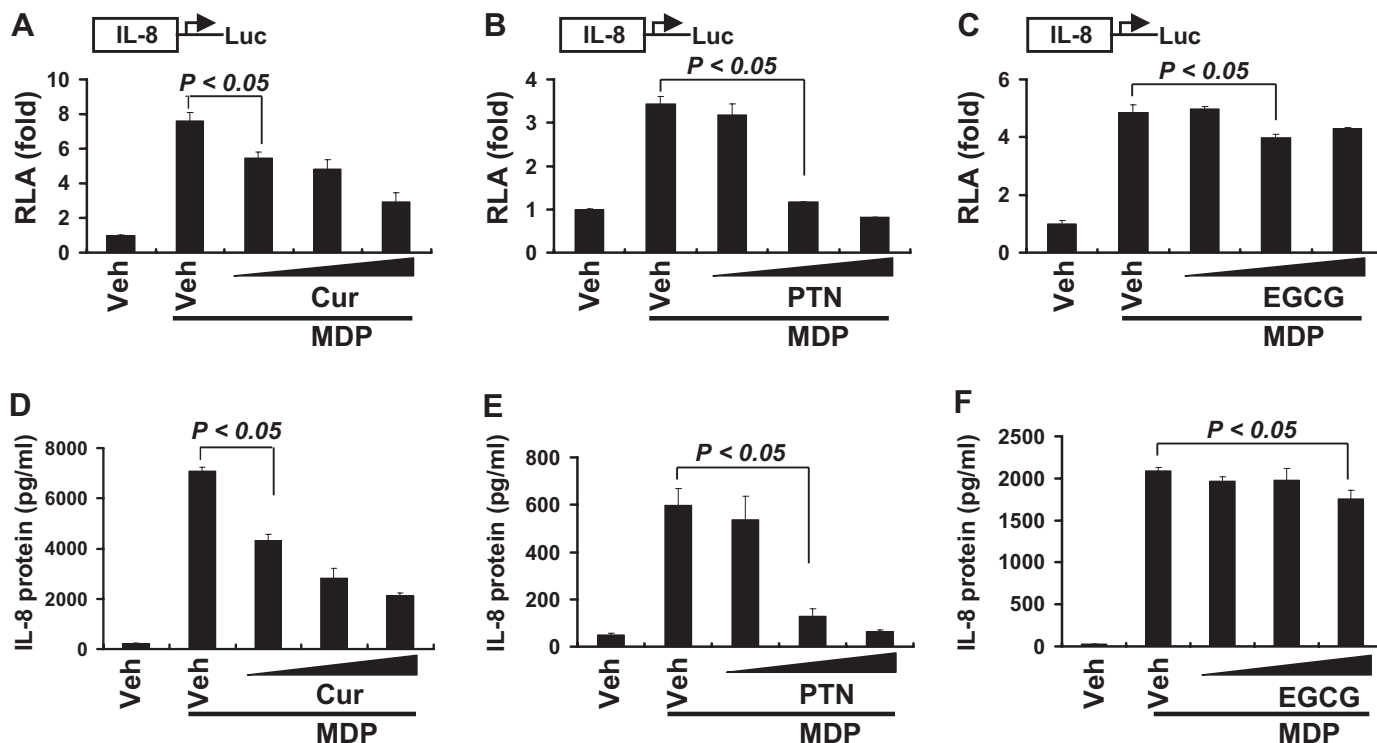 A
IL-8 Luc
RLA (fold)
10
8
6
4
2
0
P < 0.05
Veh
Veh
Cur
MDP
B
IL-8 Luc
RLA (fold)
4
3
2
1
0
P < 0.05
Veh
Veh
PTN
MDP
C
IL-8 Luc
RLA (fold)
6
4
2
0
P < 0.05
Veh
Veh
EGCG
MDP
D
IL-8 protein (pg/ml)
8000
6000
4000
2000
0
P < 0.05
Veh
Veh
Cur
MDP
E
IL-8 protein (pg/ml)
800
600
400
200
0
P < 0.05
Veh
Veh
PTN
MDP
F
IL-8 protein (pg/ml)
2500
2000
1500
1000
500
0
P < 0.05
Veh
Veh
EGCG
MDP